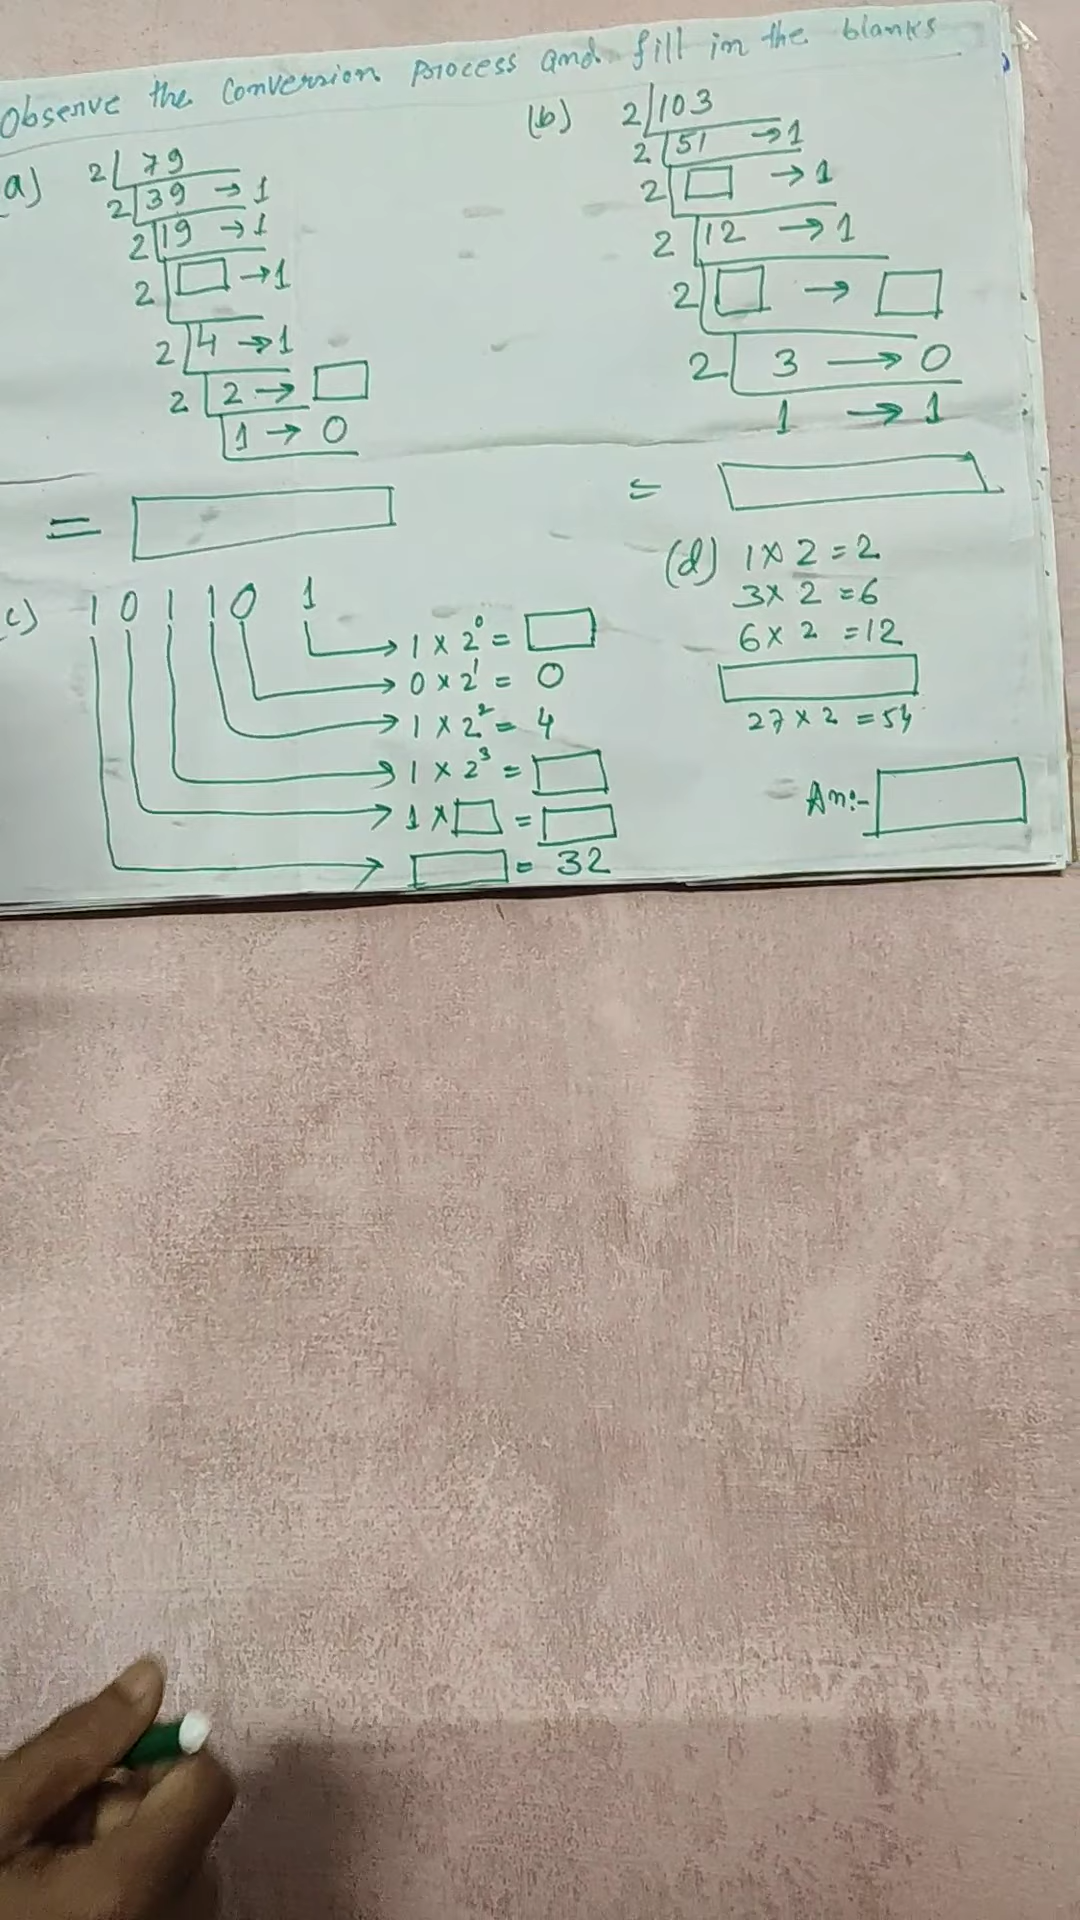 Observe the conversion process and fill in the blanks
(a)
2 79
2 39 → 1
2 19 → 1
2 □ → 1
2 4 → 1
2 2 → □
1 → 0
= □
(b)
2 103
2 51 → 1
2 □ → 1
2 12 → 1
2 □ → □
2 3 → 0
1 → 1
= □
(c) 1 0 1 1 0 1
1 × 2⁰ = □
0 × 2¹ = 0
1 × 2² = 4
1 × 2³ = □
1 × □ = □
□ = 32
(d) 1 × 2 = 2
3 × 2 = 6
6 × 2 = 12
□
27 × 2 = 54
An:- □